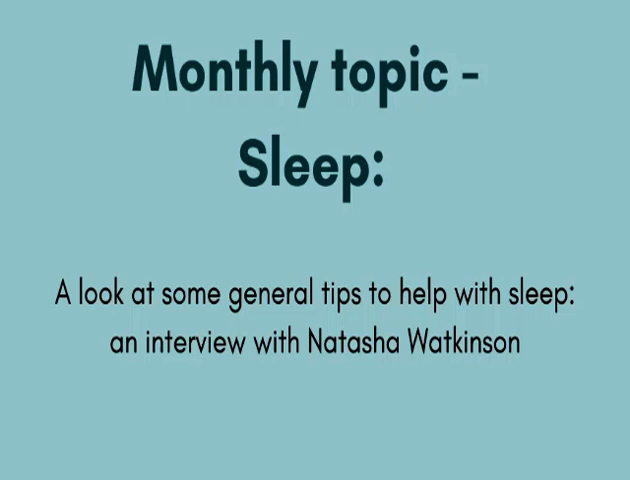 Monthly topic -
Sleep:
A look at some general tips to help with sleep:
an interview with Natasha Watkinson